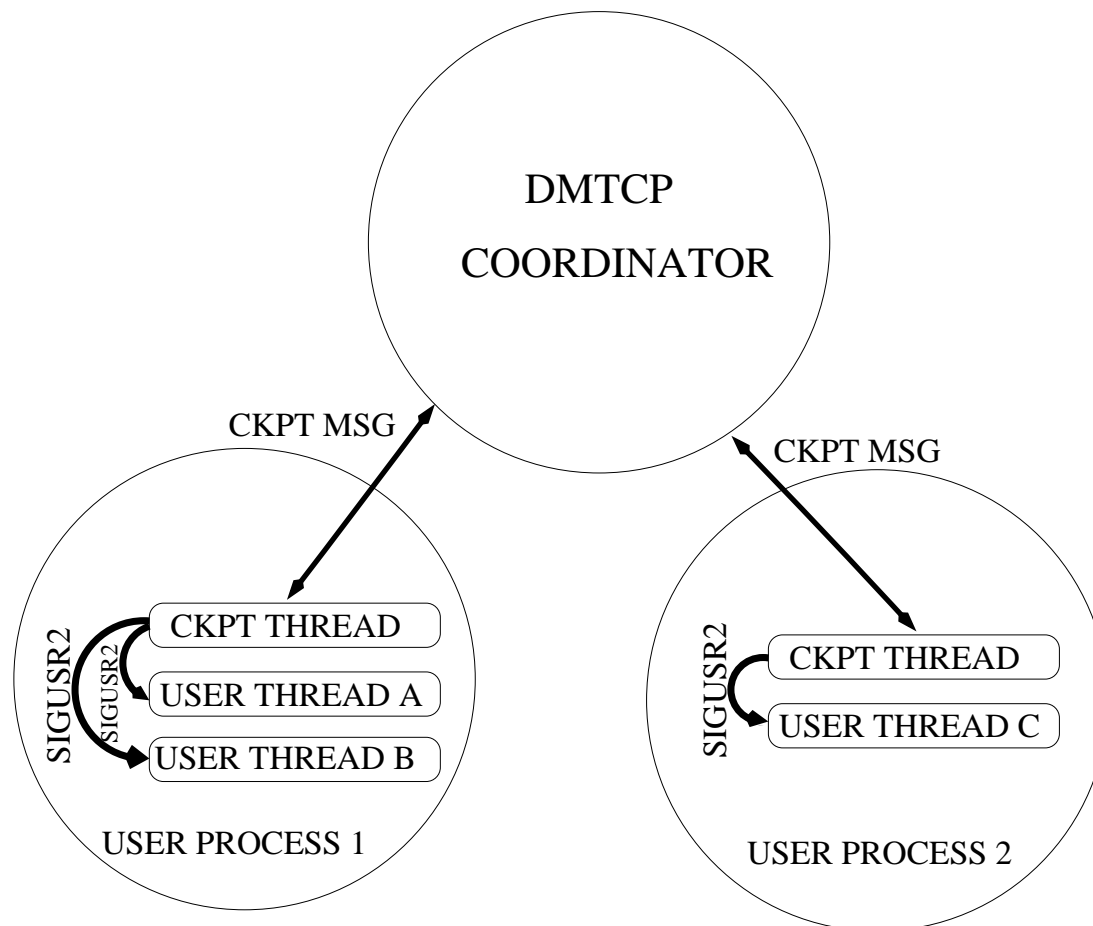 DMTCP
COORDINATOR
CKPT MSG
CKPT MSG
SIGUSR2
SIGUSR2
CKPT THREAD
USER THREAD A
USER THREAD B
USER PROCESS 1
SIGUSR2
CKPT THREAD
USER THREAD C
USER PROCESS 2